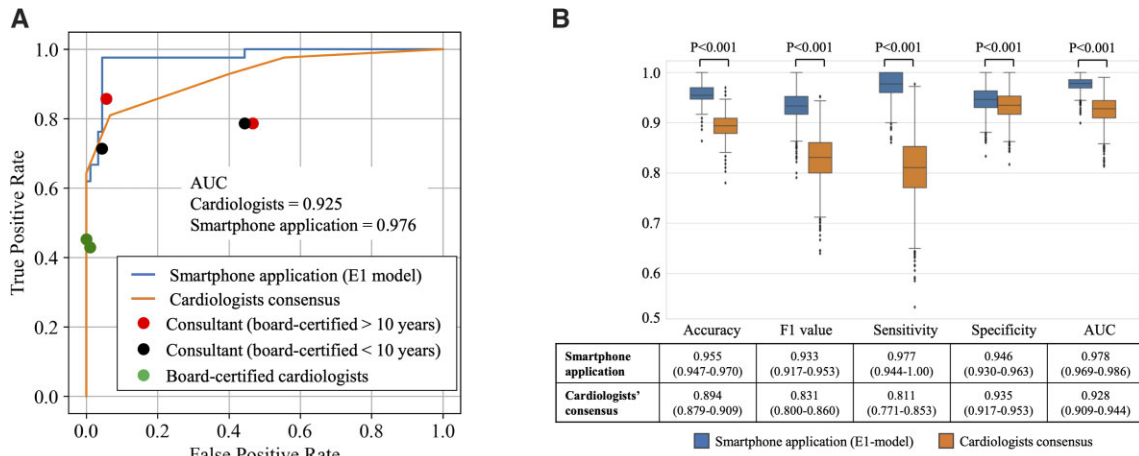 A
True Positive Rate
1.0
0.8
0.6
0.4
0.2
0.0
AUC
Cardiologists = 0.925
Smartphone application = 0.976
Smartphone application (E1 model)
Cardiologists consensus
Consultant (board-certified > 10 years)
Consultant (board-certified < 10 years)
Board-certified cardiologists
0.0 0.2 0.4 0.6 0.8 1.0
False Positive Rate
B
P<0.001 P<0.001 P<0.001 P<0.001 P<0.001
1.0
0.9
0.8
0.7
0.6
0.5
Accuracy F1 value Sensitivity Specificity AUC
Smartphone application 0.955 (0.947-0.970) 0.933 (0.917-0.953) 0.977 (0.944-1.00) 0.946 (0.930-0.963) 0.978 (0.969-0.986)
Cardiologists' consensus 0.894 (0.879-0.909) 0.831 (0.800-0.860) 0.811 (0.771-0.853) 0.935 (0.917-0.953) 0.928 (0.909-0.944)
Smartphone application (E1-model) Cardiologists consensus